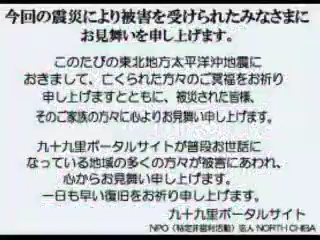 今回の震災により被害を受けられたみなさまに
お見舞いを申し上げます。
このたびの東北地方太平洋沖地震に
おきまして、亡くられた方々のご冥福をお祈り
申し上げますとともに、被災された皆様、
そのご家族の方々に心よりお見舞い申し上げます。
九十九里ポータルサイトが普段お世話に
なっている地域の多くの方々が被害にあわれ、
心からお見舞い申し上げます。
一日も早い復旧をお祈り申し上げます。
九十九里ポータルサイト
NPO（特定非営利活動）法人 NORTH CHIBA